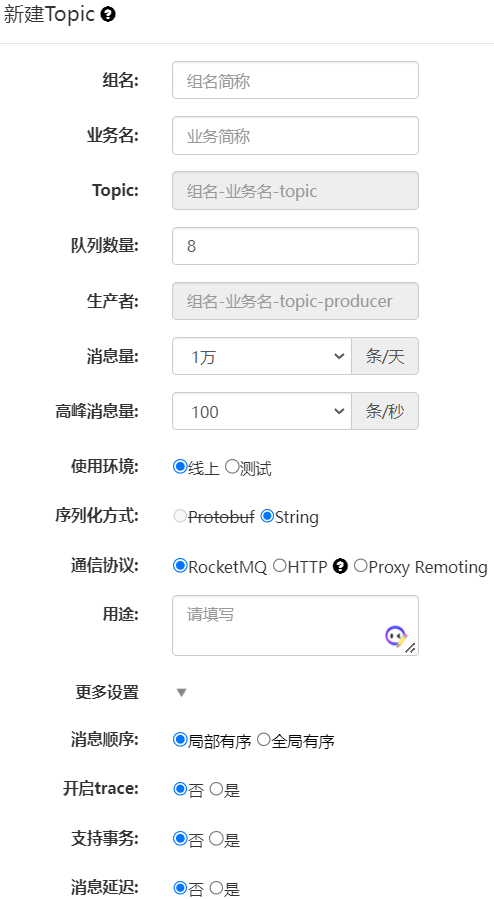 新建Topic ?
组名: 组名简称
业务名: 业务简称
Topic: 组名-业务名-topic
队列数量: 8
生产者: 组名-业务名-topic-producer
消息量: 1万 条/天
高峰消息量: 100 条/秒
使用环境: 线上 测试
序列化方式: Protobuf String
通信协议: RocketMQ HTTP ? Proxy Remoting
用途: 请填写
更多设置
消息顺序: 局部有序 全局有序
开启trace: 否 是
支持事务: 否 是
消息延迟: 否 是